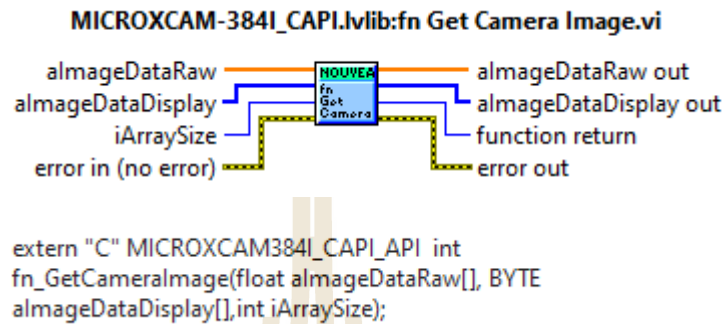 MICROXCAM-384I_CAPI.lvlib:fn Get Camera Image.vi
aImageDataRaw
NOUVEA
aImageDataRaw out
aImageDataDisplay
fn
Get
Camera
aImageDataDisplay out
iArraySize
function return
error in (no error)
error out
extern "C" MICROXCAM384I_CAPI_API  int
fn_GetCameraImage(float aImageDataRaw[], BYTE
aImageDataDisplay[],int iArraySize);